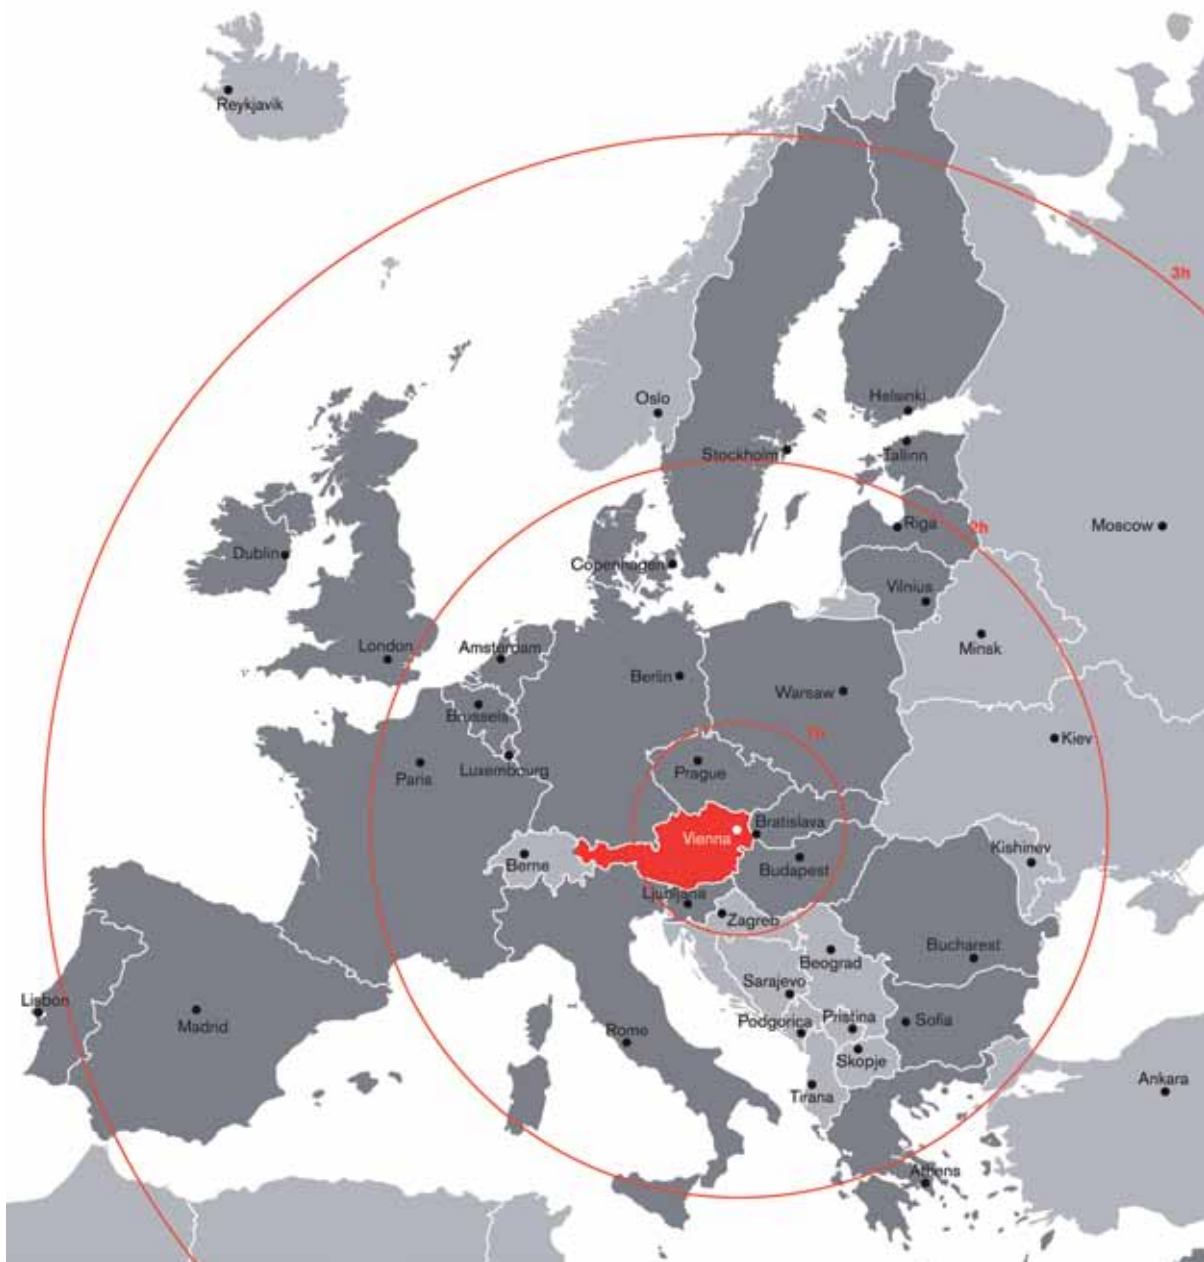 Reykjavik
3h
Oslo
Helsinki
Stockholm
Tallinn
Riga
2h
Moscow
Dublin
Copenhagen
Vilnius
London
Amsterdam
Minsk
Berlin
Warsaw
Brussels
1h
Kiev
Paris
Luxembourg
Prague
Vienna
Bratislava
Berne
Budapest
Kishinev
Ljubljana
Zagreb
Beograd
Bucharest
Sarajevo
Lisbon
Madrid
Podgorica
Pristina
Sofia
Rome
Skopje
Ankara
Tirana
Athens